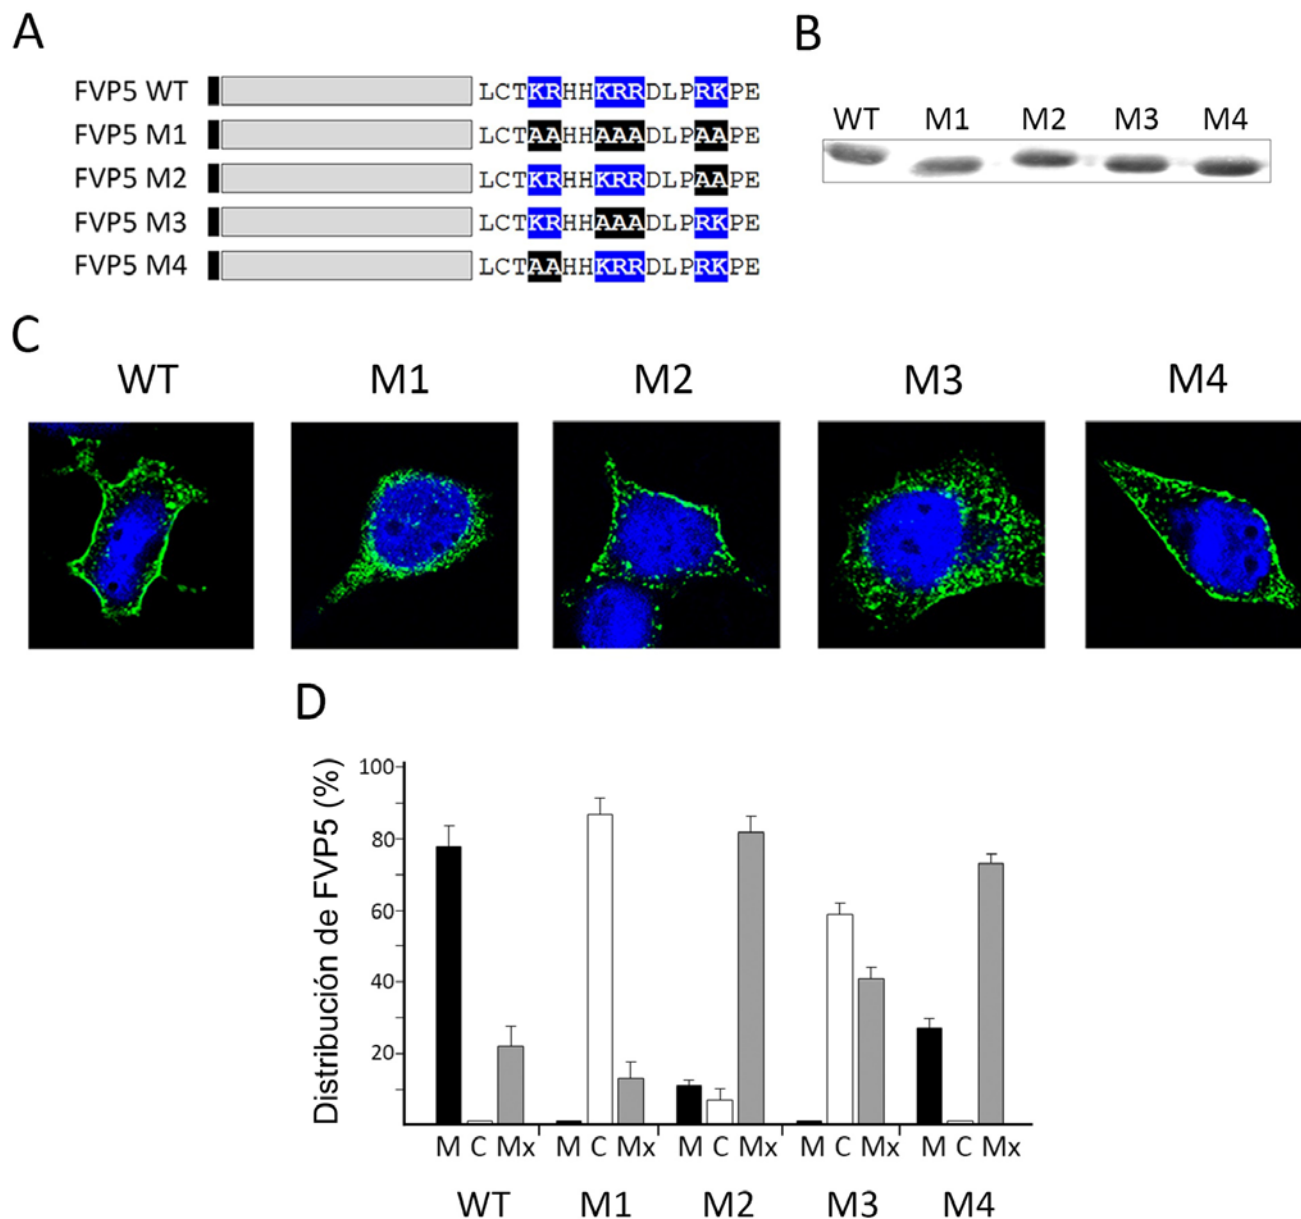 A
FVP5 WT LCTKRHHKRRDLPRKPE
FVP5 M1 LCTAAHHAAADLPAAPE
FVP5 M2 LCTKRHHKRRDLPAAPE
FVP5 M3 LCTKRHHAAADLPRKPE
FVP5 M4 LCTAAHHKRRDLPRKPE
B
WT M1 M2 M3 M4
C
WT M1 M2 M3 M4
D
Distribución de FVP5 (%)
100
80
60
40
20
M C Mx M C Mx M C Mx M C Mx M C Mx
WT M1 M2 M3 M4